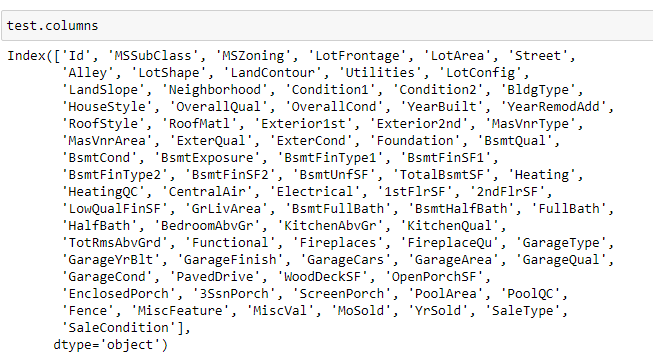 test.columns
Index(['Id', 'MSSubClass', 'MSZoning', 'LotFrontage', 'LotArea', 'Street',
'Alley', 'LotShape', 'LandContour', 'Utilities', 'LotConfig',
'LandSlope', 'Neighborhood', 'Condition1', 'Condition2', 'BldgType',
'HouseStyle', 'OverallQual', 'OverallCond', 'YearBuilt', 'YearRemodAdd',
'RoofStyle', 'RoofMatl', 'Exterior1st', 'Exterior2nd', 'MasVnrType',
'MasVnrArea', 'ExterQual', 'ExterCond', 'Foundation', 'BsmtQual',
'BsmtCond', 'BsmtExposure', 'BsmtFinType1', 'BsmtFinSF1',
'BsmtFinType2', 'BsmtFinSF2', 'BsmtUnfSF', 'TotalBsmtSF', 'Heating',
'HeatingQC', 'CentralAir', 'Electrical', '1stFlrSF', '2ndFlrSF',
'LowQualFinSF', 'GrLivArea', 'BsmtFullBath', 'BsmtHalfBath', 'FullBath',
'HalfBath', 'BedroomAbvGr', 'KitchenAbvGr', 'KitchenQual',
'TotRmsAbvGrd', 'Functional', 'Fireplaces', 'FireplaceQu', 'GarageType',
'GarageYrBlt', 'GarageFinish', 'GarageCars', 'GarageArea', 'GarageQual',
'GarageCond', 'PavedDrive', 'WoodDeckSF', 'OpenPorchSF',
'EnclosedPorch', '3SsnPorch', 'ScreenPorch', 'PoolArea', 'PoolQC',
'Fence', 'MiscFeature', 'MiscVal', 'MoSold', 'YrSold', 'SaleType',
'SaleCondition'],
dtype='object')